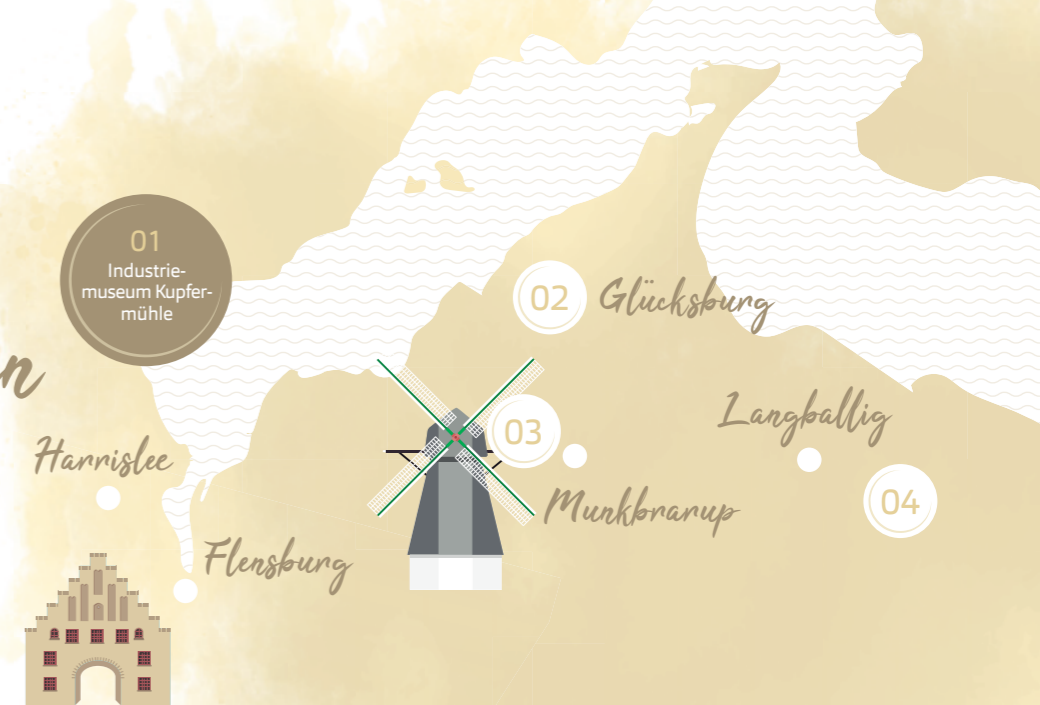 01
Industrie-
museum Kupfer-
mühle
02
Glücksburg
n
03
Langballig
Harrislee
04
Munkbrarup
Flensburg